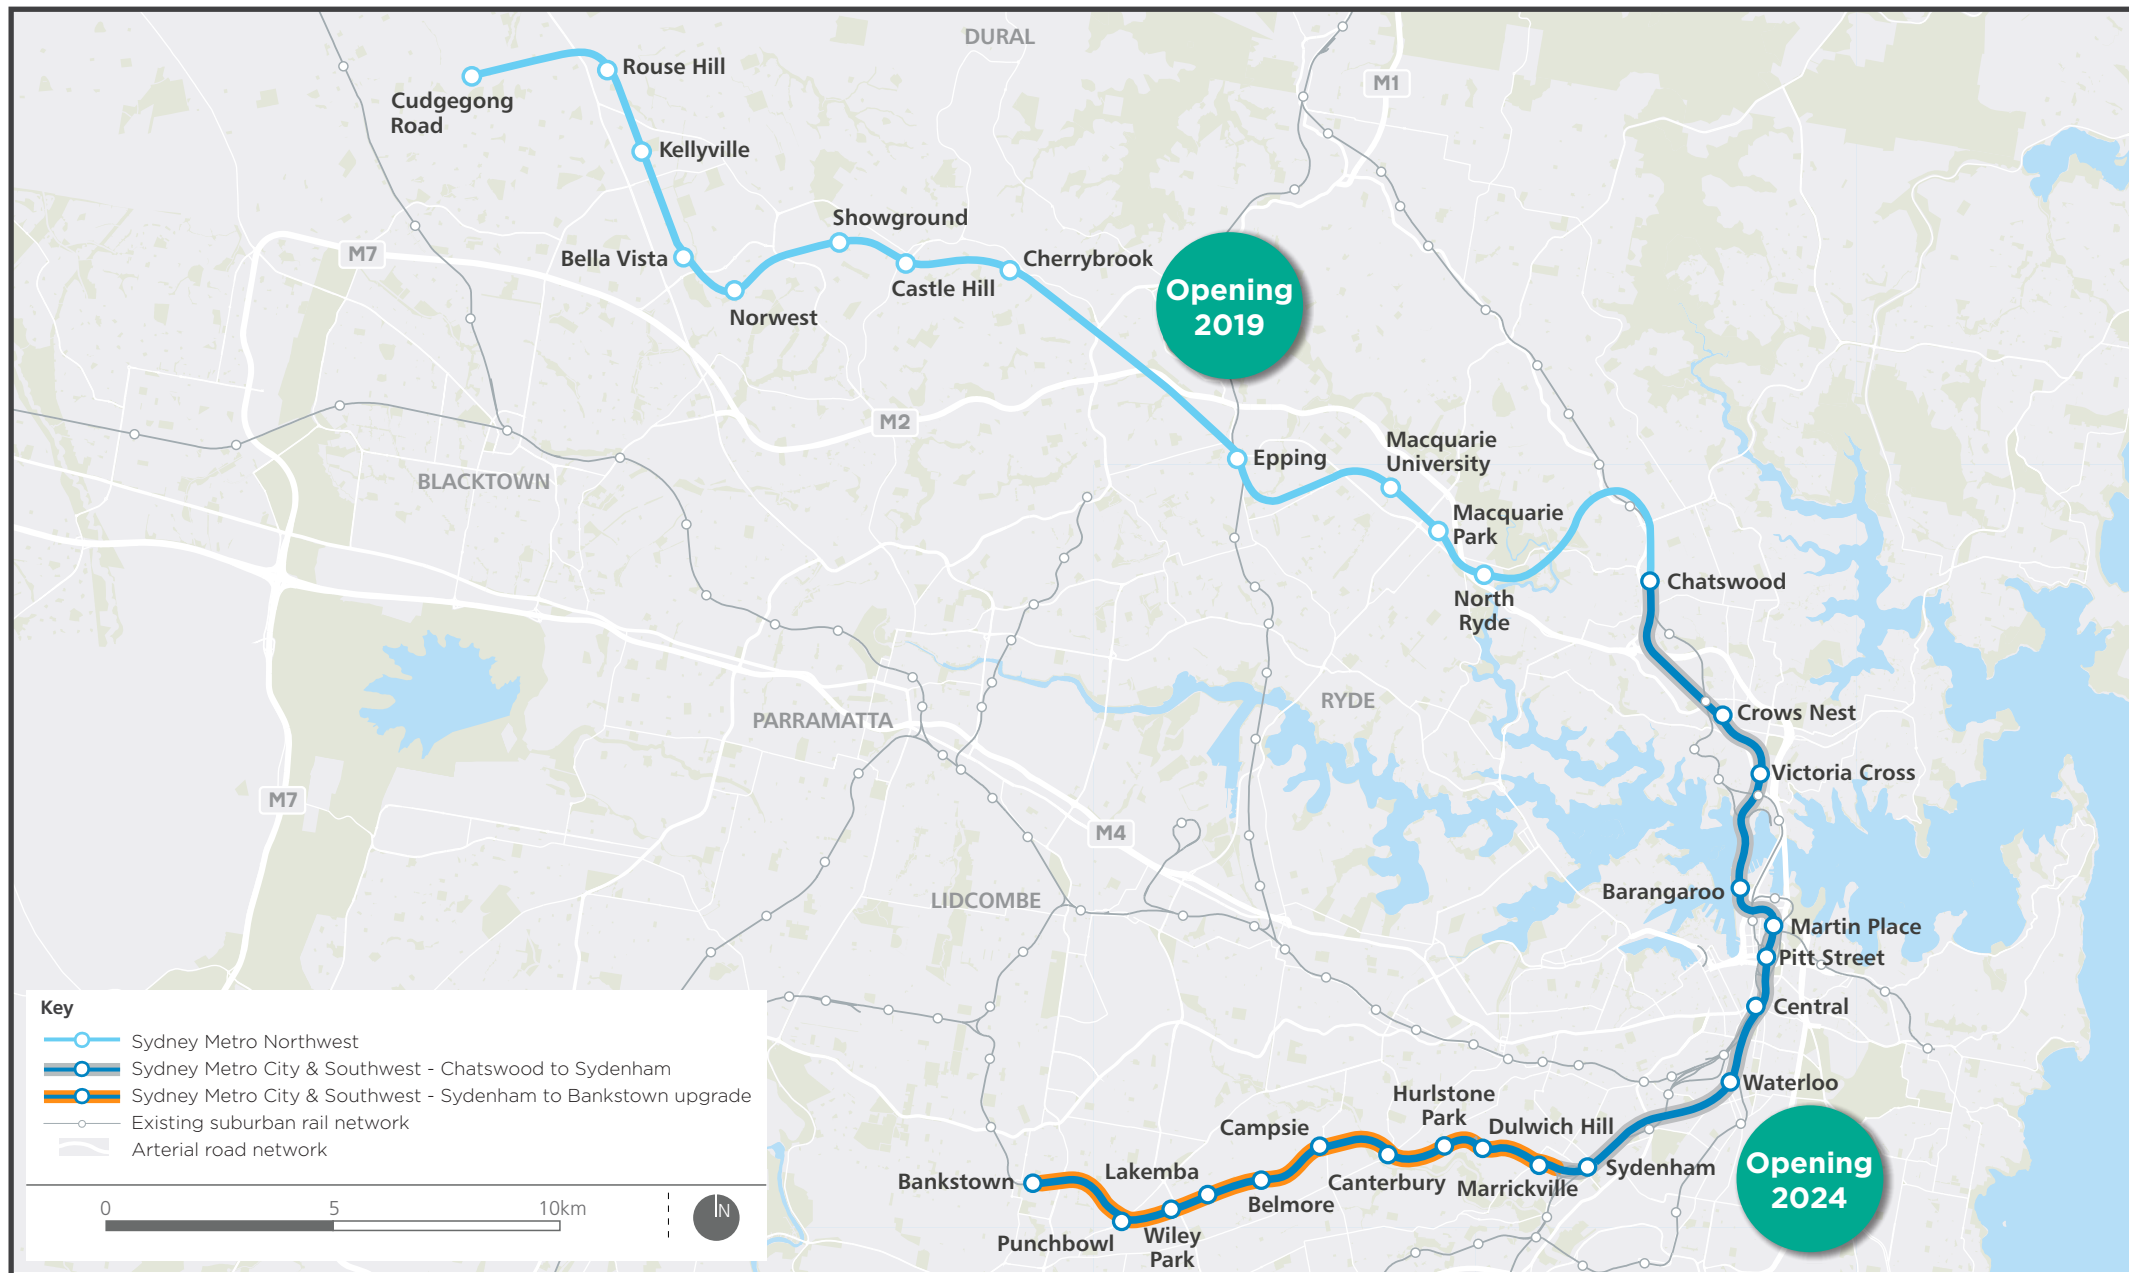 DURAL
M1
Rouse Hill
Cudgegong
Road
Kellyville
Showground
Bella Vista
M7
Cherrybrook
Castle Hill
Norwest
Opening
2019
M2
Macquarie
University
Epping
BLACKTOWN
Macquarie
Park
Chatswood
North
Ryde
RYDE
Crows Nest
PARRAMATTA
Victoria Cross
M7
M4
Barangaroo
LIDCOMBE
Martin Place
Pitt Street
Central
Waterloo
Hurlstone
Park
Campsie
Dulwich Hill
Sydenham
Lakemba
Bankstown
Canterbury
Marrickville
Belmore
Punchbowl
Wiley
Park
Opening
2024
Key
Sydney Metro Northwest
Sydney Metro City & Southwest - Chatswood to Sydenham
Sydney Metro City & Southwest - Sydenham to Bankstown upgrade
Existing suburban rail network
Arterial road network
0 5 10km
N